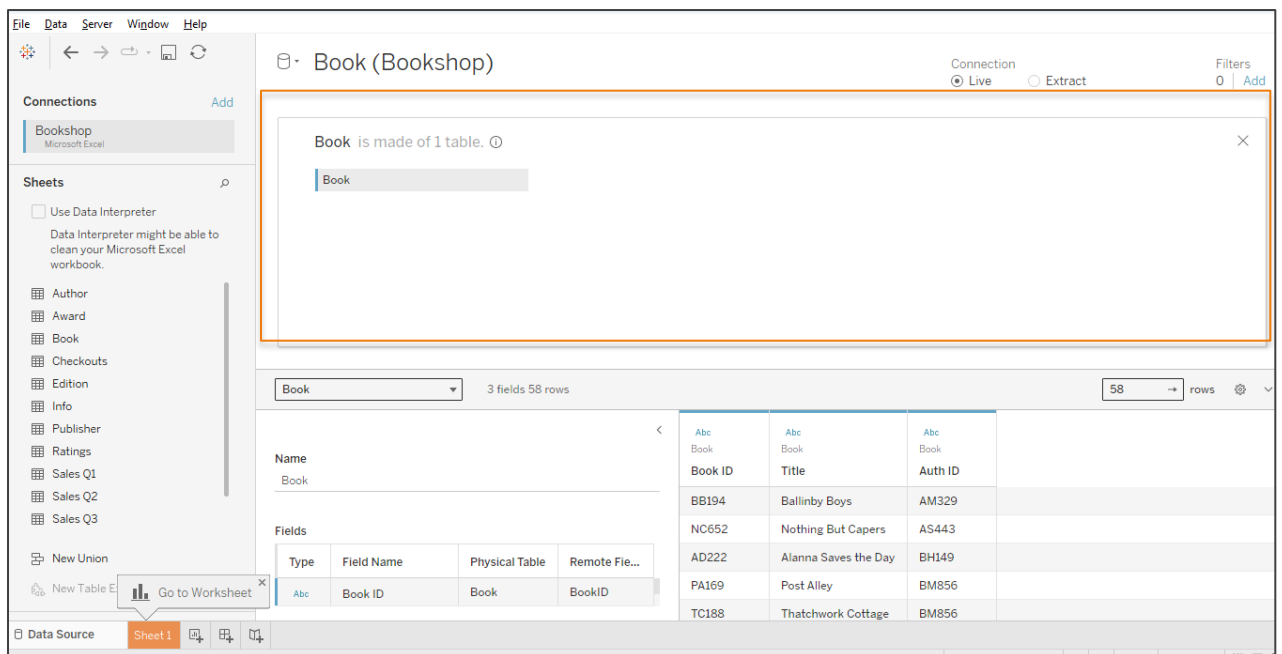 File Data Server Window Help
Book (Bookshop)
Connection
Live Extract
Filters
0 Add
Connections Add
Bookshop
Microsoft Excel
Sheets
Use Data Interpreter
Data Interpreter might be able to
clean your Microsoft Excel
workbook.
Author
Award
Book
Checkouts
Edition
Info
Publisher
Ratings
Sales Q1
Sales Q2
Sales Q3
New Union
New Table E
Go to Worksheet
Book is made of 1 table.
Book
Book 3 fields 58 rows 58 rows
Name
Book
Fields
Type Field Name Physical Table Remote Fie...
Abc Book ID Book BookID
Abc Abc Abc
Book Book Book
Book ID Title Auth ID
BB194 Ballinby Boys AM329
NC652 Nothing But Capers AS443
AD222 Alanna Saves the Day BH149
PA169 Post Alley BM856
TC188 Thatchwork Cottage BM856
Data Source Sheet 1